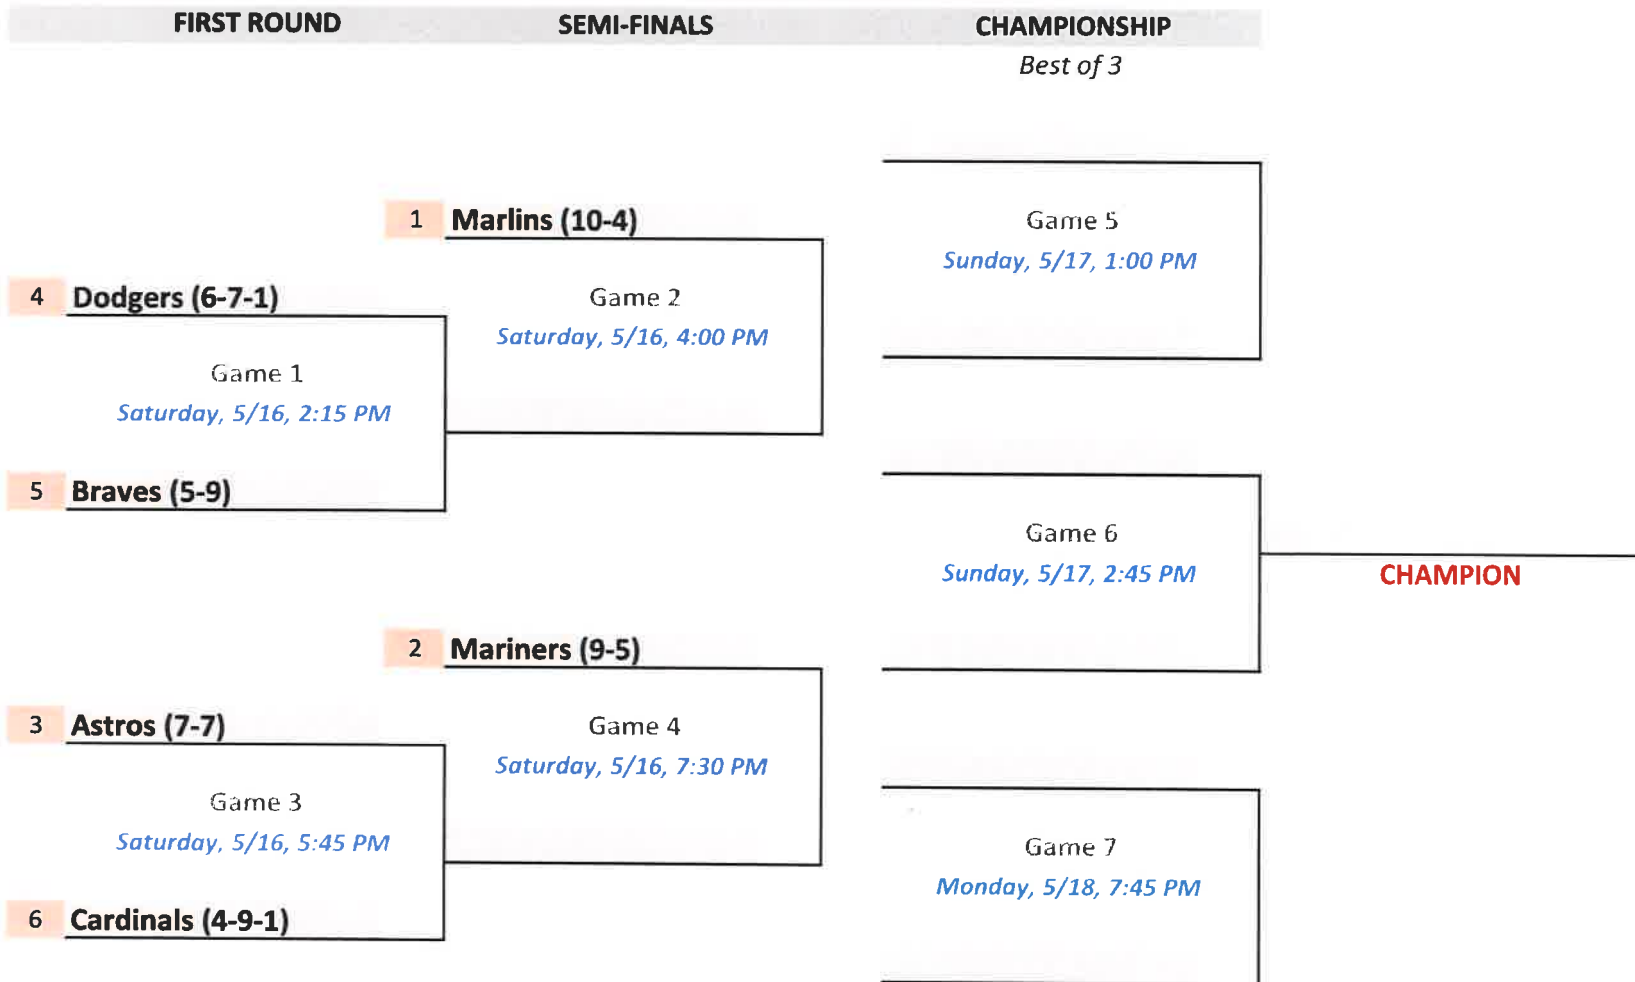 FIRST ROUND SEMI-FINALS CHAMPIONSHIP
Best of 3
1 Marlins (10-4)
Game 5
Sunday, 5/17, 1:00 PM
4 Dodgers (6-7-1)
Game 2
Saturday, 5/16, 4:00 PM
Game 1
Saturday, 5/16, 2:15 PM
5 Braves (5-9)
Game 6
Sunday, 5/17, 2:45 PM
CHAMPION
2 Mariners (9-5)
3 Astros (7-7)
Game 4
Saturday, 5/16, 7:30 PM
Game 3
Saturday, 5/16, 5:45 PM
Game 7
Monday, 5/18, 7:45 PM
6 Cardinals (4-9-1)